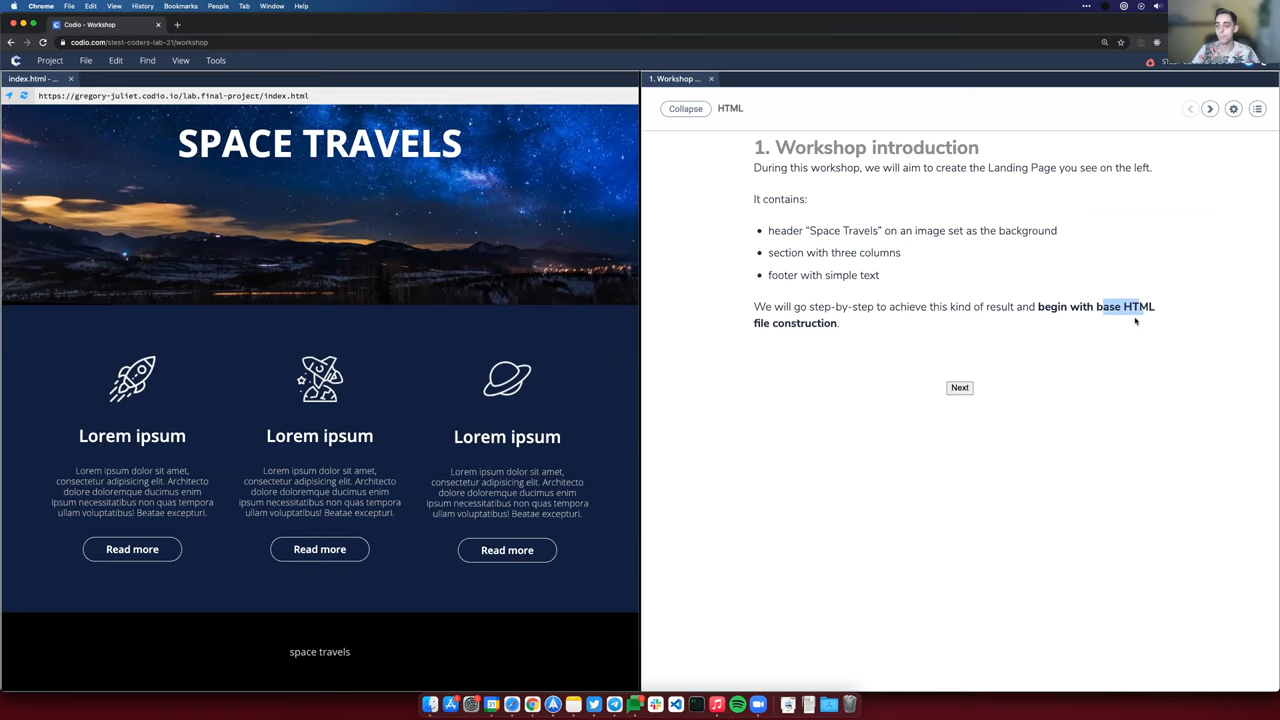 Chrome File Edit View History Bookmarks People Tab Window Help
Codio - Workshop
codio.com/stest-coders-lab-21/workshop
Project File Edit Find View Tools
index.html - ...
1. Workshop ...
https://gregory-juliet.codio.io/lab.final-project/index.html
Collapse HTML
SPACE TRAVELS
Lorem ipsum
Lorem ipsum dolor sit amet,
consectetur adipisicing elit. Architecto
dolore doloremque ducimus enim
ipsum necessitatibus non quas tempora
ullam voluptatibus! Beatae excepturi.
Read more
Lorem ipsum
Lorem ipsum dolor sit amet,
consectetur adipisicing elit. Architecto
dolore doloremque ducimus enim
ipsum necessitatibus non quas tempora
ullam voluptatibus! Beatae excepturi.
Read more
Lorem ipsum
Lorem ipsum dolor sit amet,
consectetur adipisicing elit. Architecto
dolore doloremque ducimus enim
ipsum necessitatibus non quas tempora
ullam voluptatibus! Beatae excepturi.
Read more
space travels
1. Workshop introduction
During this workshop, we will aim to create the Landing Page you see on the left.
It contains:
header “Space Travels” on an image set as the background
section with three columns
footer with simple text
We will go step-by-step to achieve this kind of result and begin with base HTML
file construction.
Next